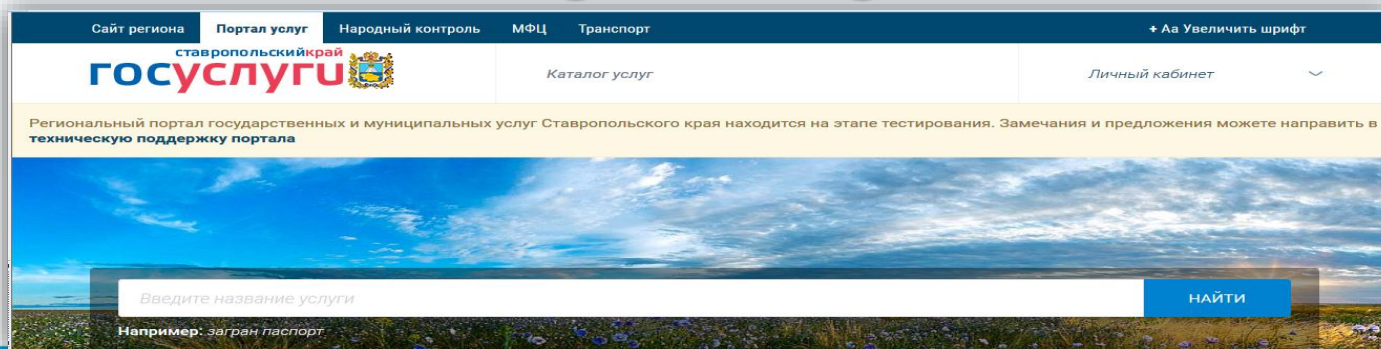 Сайт региона Портал услуг Народный контроль МФЦ Транспорт + Аа Увеличить шрифт
ставропольскийкрай
госуслуги
Каталог услуг Личный кабинет
Региональный портал государственных и муниципальных услуг Ставропольского края находится на этапе тестирования. Замечания и предложения можете направить в
техническую поддержку портала
Введите название услуги НАЙТИ
Например: загран паспорт